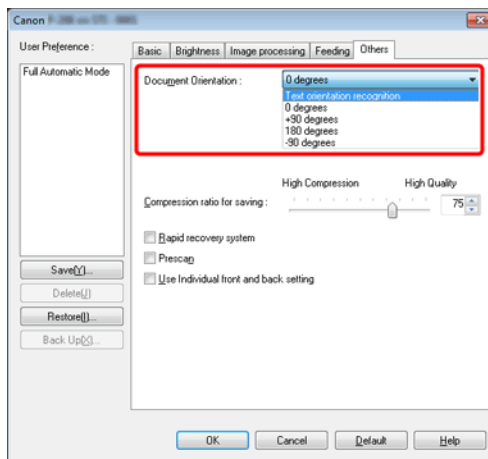 Canon
User Preference :
Full Automatic Mode
Save(Y)...
Delete(J)
Restore(I)...
Back Up(X)...
Basic
Brightness
Image processing
Feeding
Others
Document Orientation :
0 degrees
Text orientation recognition
0 degrees
+90 degrees
180 degrees
-90 degrees
High Compression High Quality
Compression ratio for saving : 75
Rapid recovery system
Prescan
Use Individual front and back setting
OK Cancel Default Help